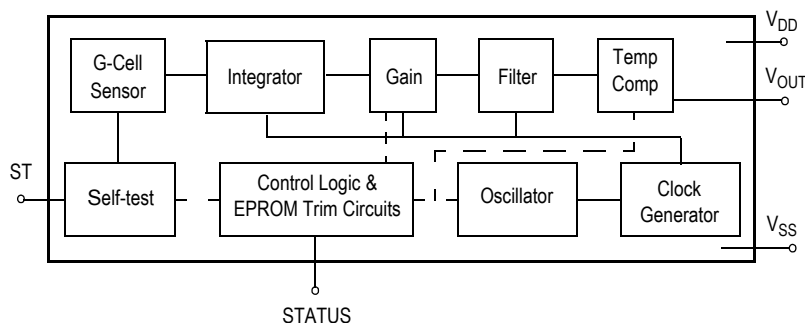 V_DD
G-Cell
Sensor
Integrator
Gain
Filter
Temp
Comp
V_OUT
ST
Self-test
Control Logic &
EPROM Trim Circuits
Oscillator
Clock
Generator
V_SS
STATUS